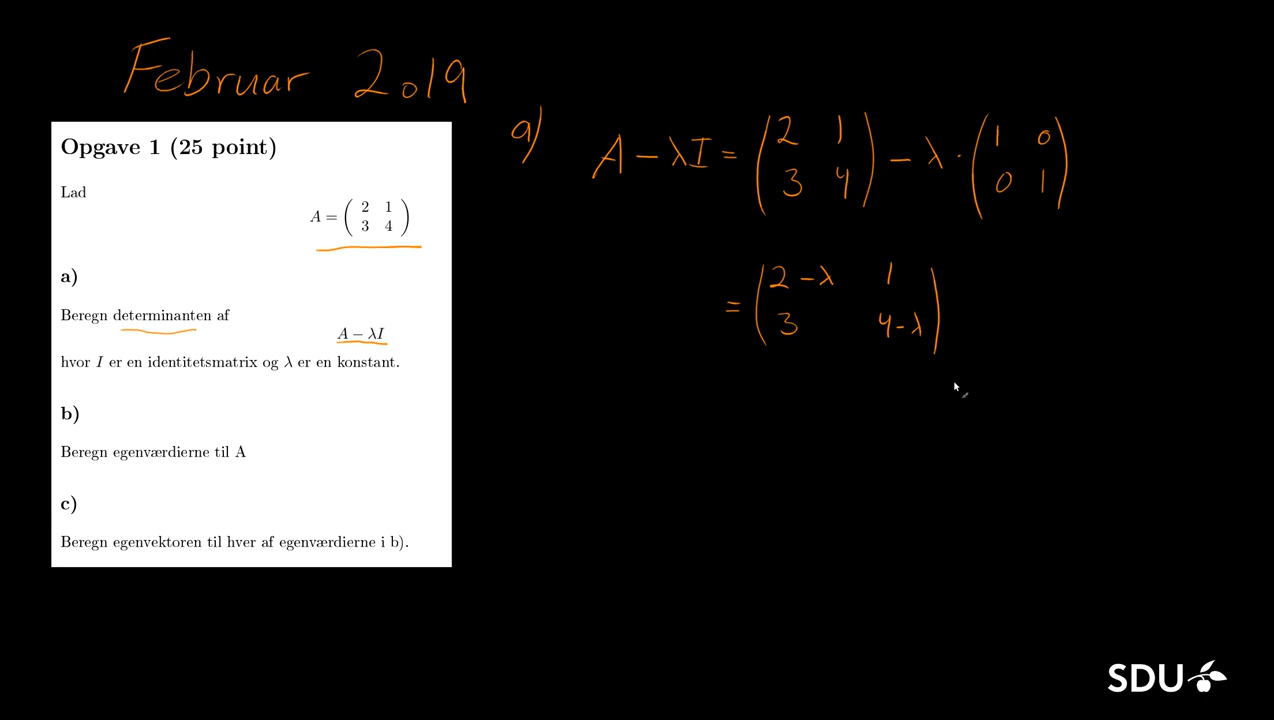 Februar 2019
Opgave 1 (25 point)
Lad
A = ( 2 1
3 4 )
a)
Beregn determinanten af
A − λI
hvor I er en identitetsmatrix og λ er en konstant.
b)
Beregn egenværdierne til A
c)
Beregn egenvektoren til hver af egenværdierne i b).
a) A − λI = ( 2 1
3 4 ) − λ · ( 1 0
0 1 )
= ( 2 − λ 1
3 4 − λ )
SDU